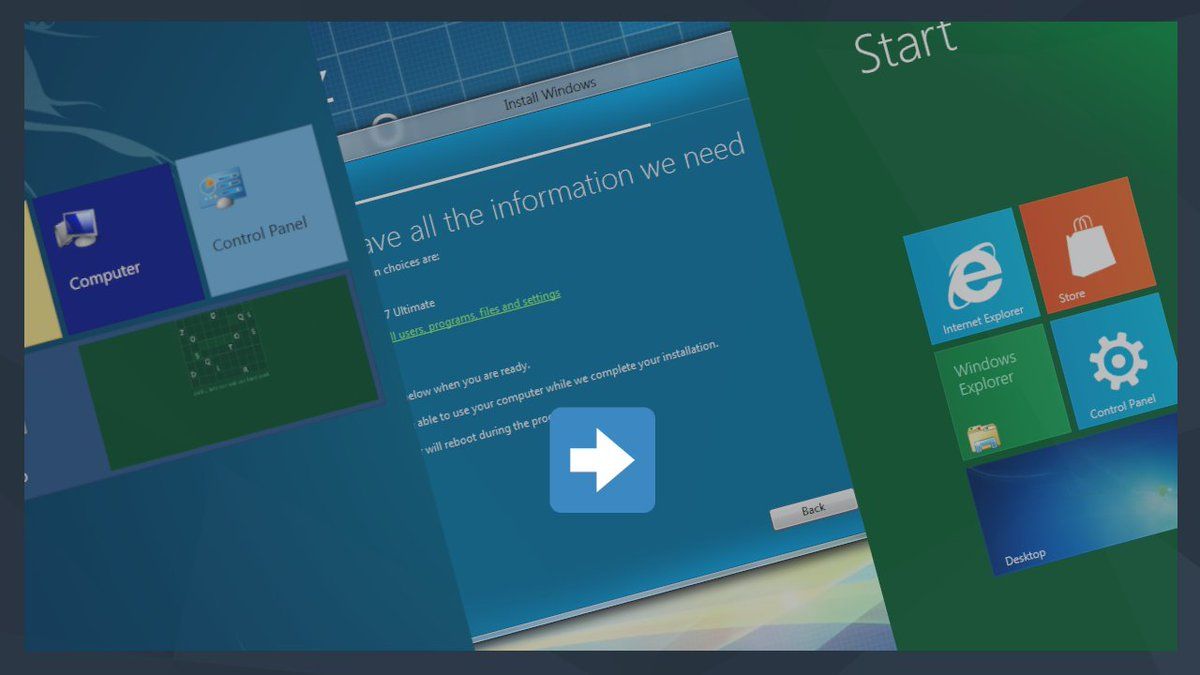 Computer
Control Panel
Install Windows
ave all the information we need
n choices are:
7 Ultimate
ll users, programs, files and settings
elow when you are ready.
able to use your computer while we complete your installation.
r will reboot during the pro
Back
Start
Internet Explorer
Store
Windows
Explorer
Control Panel
Desktop